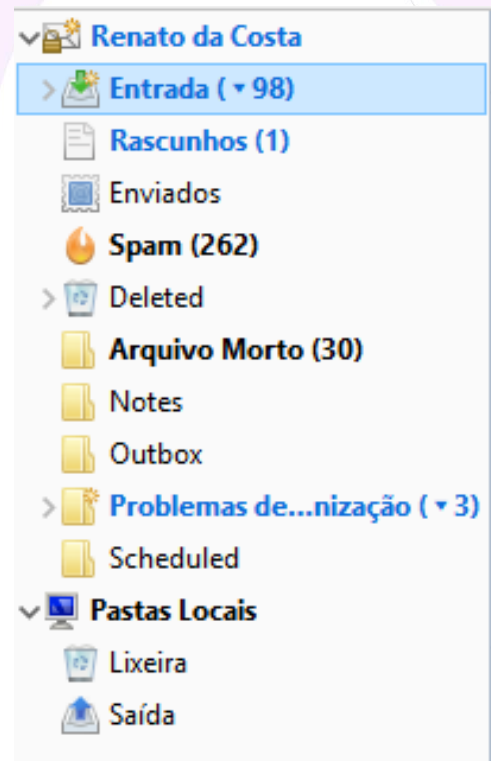 Renato da Costa
Entrada (▾98)
Rascunhos (1)
Enviados
Spam (262)
Deleted
Arquivo Morto (30)
Notes
Outbox
Problemas de...nização (▾3)
Scheduled
Pastas Locais
Lixeira
Saída